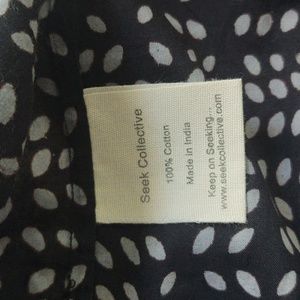 Seek Collective
100% Cotton
Made in India
Keep on Seeking...
www.seekcollective.com